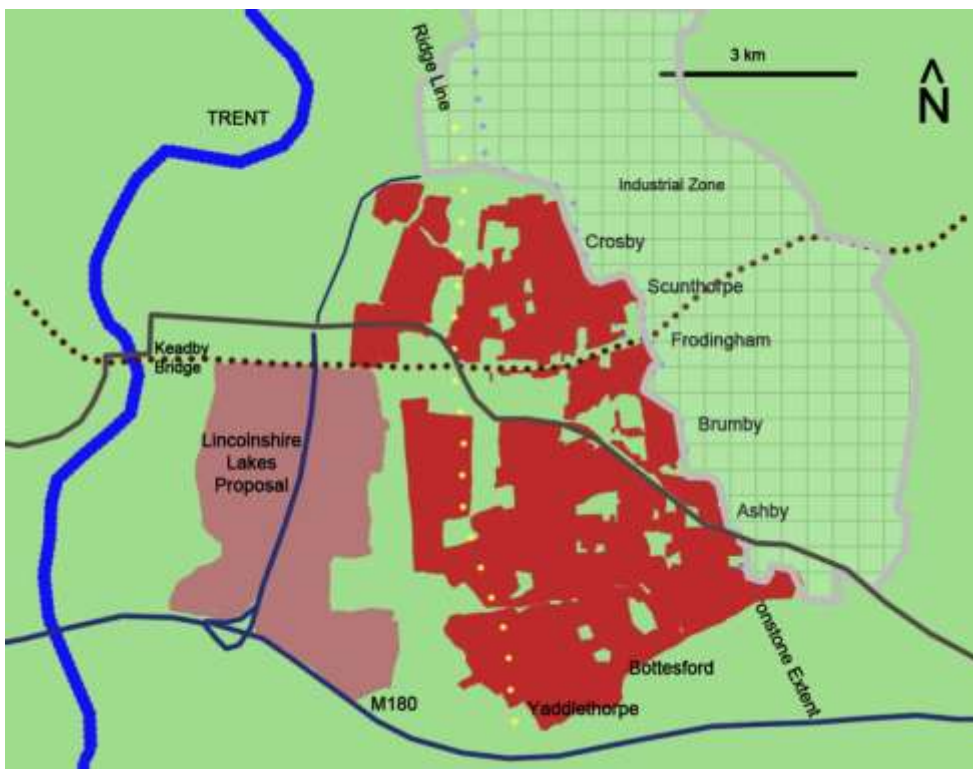 Ridge Line
3 km
N
TRENT
Industrial Zone
Crosby
Scunthorpe
Frodingham
Keadby
Bridge
Brumby
Lincolnshire
Lakes
Proposal
Ashby
onstone Extent
Bottesford
M180
Yaddlethorpe